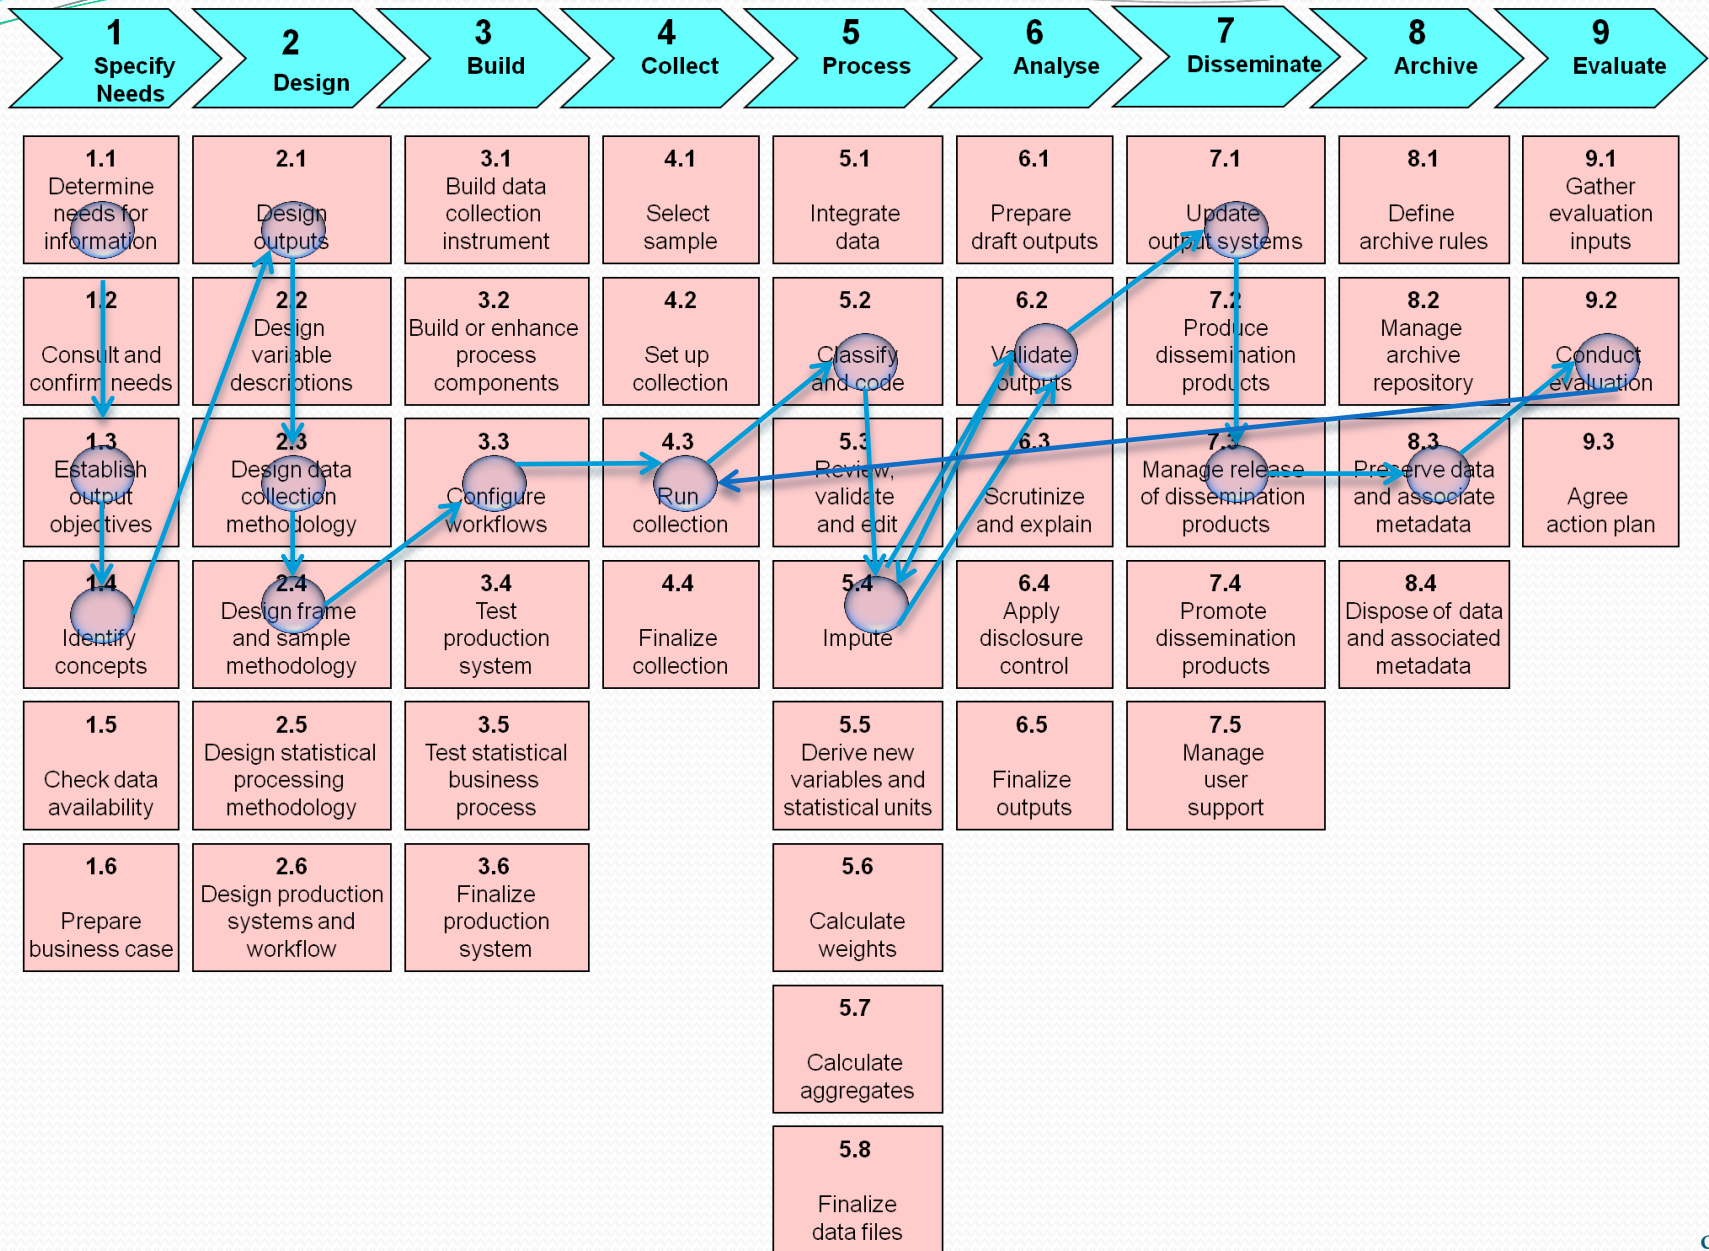 1
Specify
Needs
2
Design
3
Build
4
Collect
5
Process
6
Analyse
7
Disseminate
8
Archive
9
Evaluate
1.1
Determine
needs for
information
1.2
Consult and
confirm needs
1.3
Establish
output
objectives
1.4
Identify
concepts
1.5
Check data
availability
1.6
Prepare
business case
2.1
Design
outputs
2.2
Design
variable
descriptions
2.3
Design data
collection
methodology
2.4
Design frame
and sample
methodology
2.5
Design statistical
processing
methodology
2.6
Design production
systems and
workflow
3.1
Build data
collection
instrument
3.2
Build or enhance
process
components
3.3
Configure
workflows
3.4
Test
production
system
3.5
Test statistical
business
process
3.6
Finalize
production
system
4.1
Select
sample
4.2
Set up
collection
4.3
Run
collection
4.4
Finalize
collection
5.1
Integrate
data
5.2
Classify
and code
5.3
Review,
validate
and edit
5.4
Impute
5.5
Derive new
variables and
statistical units
5.6
Calculate
weights
5.7
Calculate
aggregates
5.8
Finalize
data files
6.1
Prepare
draft outputs
6.2
Validate
outputs
6.3
Scrutinize
and explain
6.4
Apply
disclosure
control
6.5
Finalize
outputs
7.1
Update
output systems
7.2
Produce
dissemination
products
7.3
Manage release
of dissemination
products
7.4
Promote
dissemination
products
7.5
Manage
user
support
8.1
Define
archive rules
8.2
Manage
archive
repository
8.3
Preserve data
and associate
metadata
8.4
Dispose of data
and associated
metadata
9.1
Gather
evaluation
inputs
9.2
Conduct
evaluation
9.3
Agree
action plan